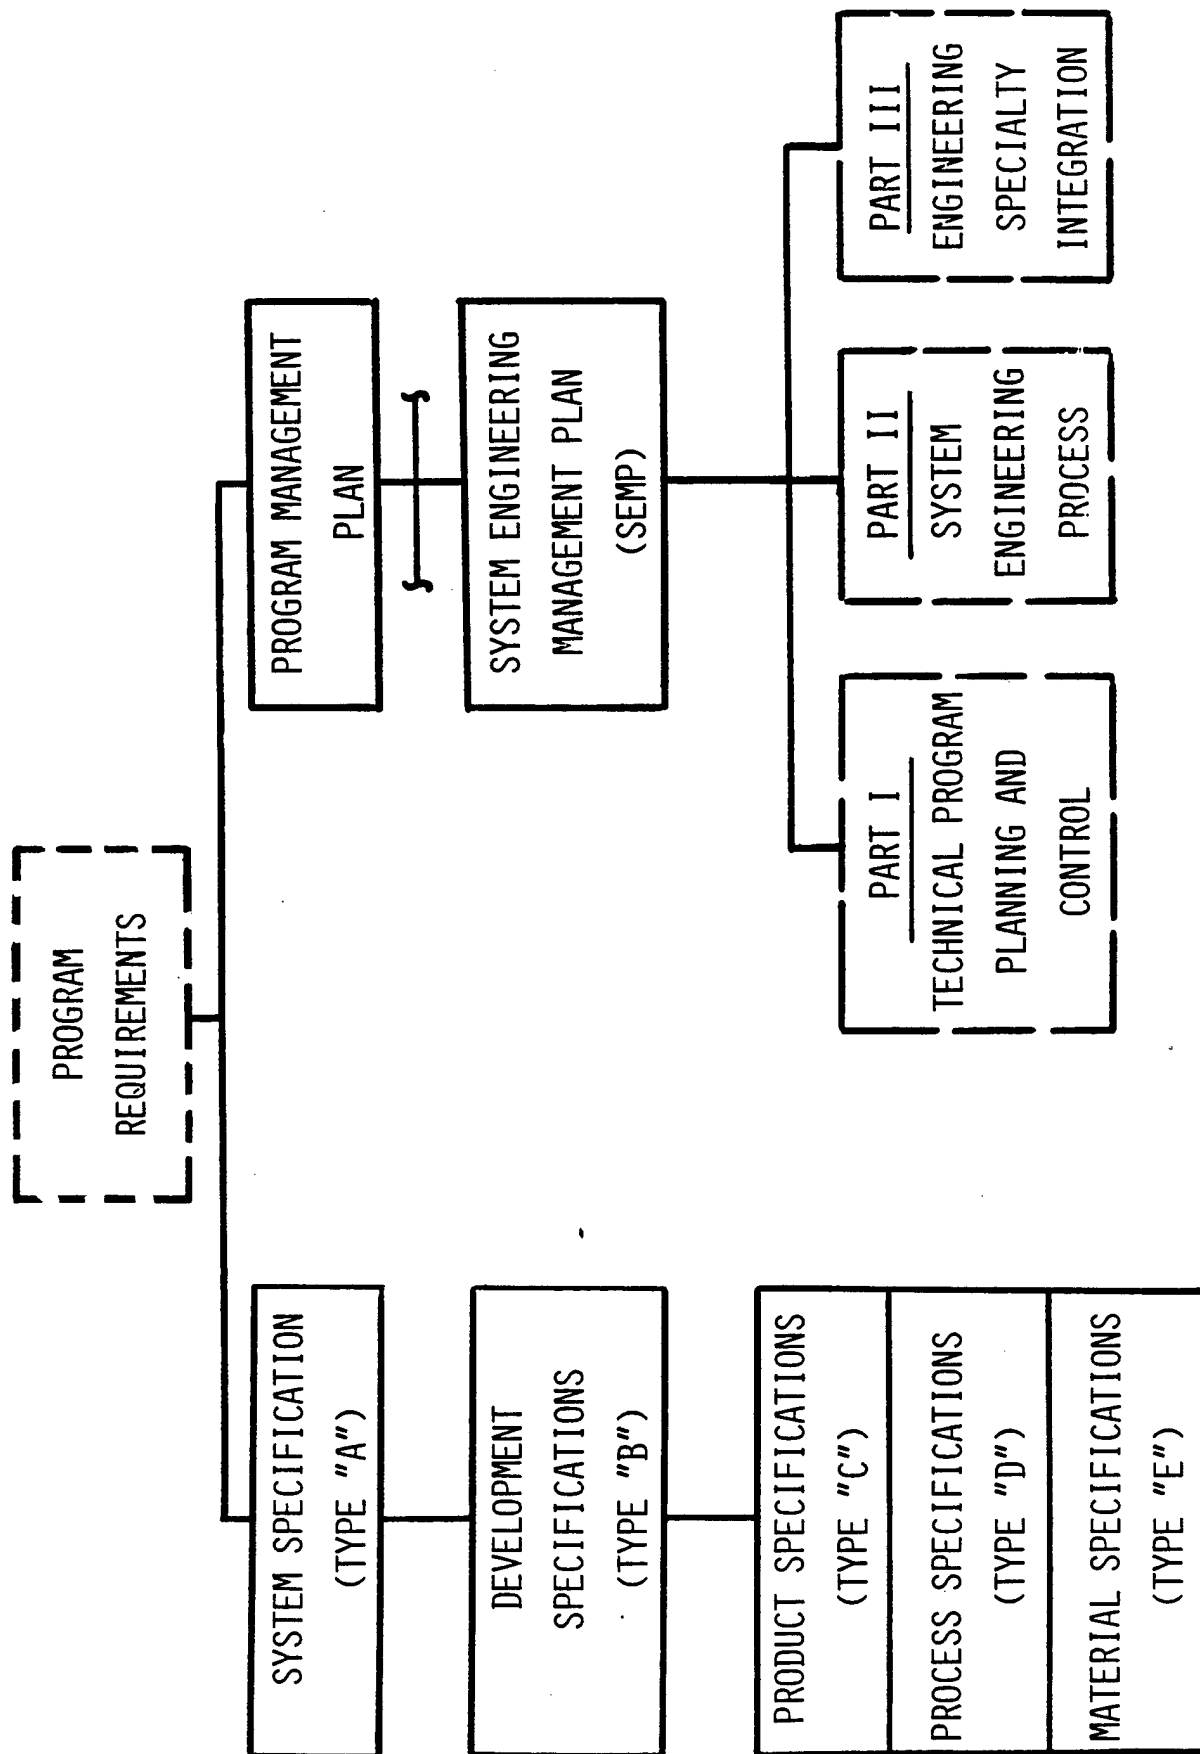 PROGRAM
REQUIREMENTS
SYSTEM SPECIFICATION
(TYPE "A")
DEVELOPMENT
SPECIFICATIONS
(TYPE "B")
PRODUCT SPECIFICATIONS
(TYPE "C")
PROCESS SPECIFICATIONS
(TYPE "D")
MATERIAL SPECIFICATIONS
(TYPE "E")
PROGRAM MANAGEMENT
PLAN
SYSTEM ENGINEERING
MANAGEMENT PLAN
(SEMP)
PART I
TECHNICAL PROGRAM
PLANNING AND
CONTROL
PART II
SYSTEM
ENGINEERING
PROCESS
PART III
ENGINEERING
SPECIALTY
INTEGRATION